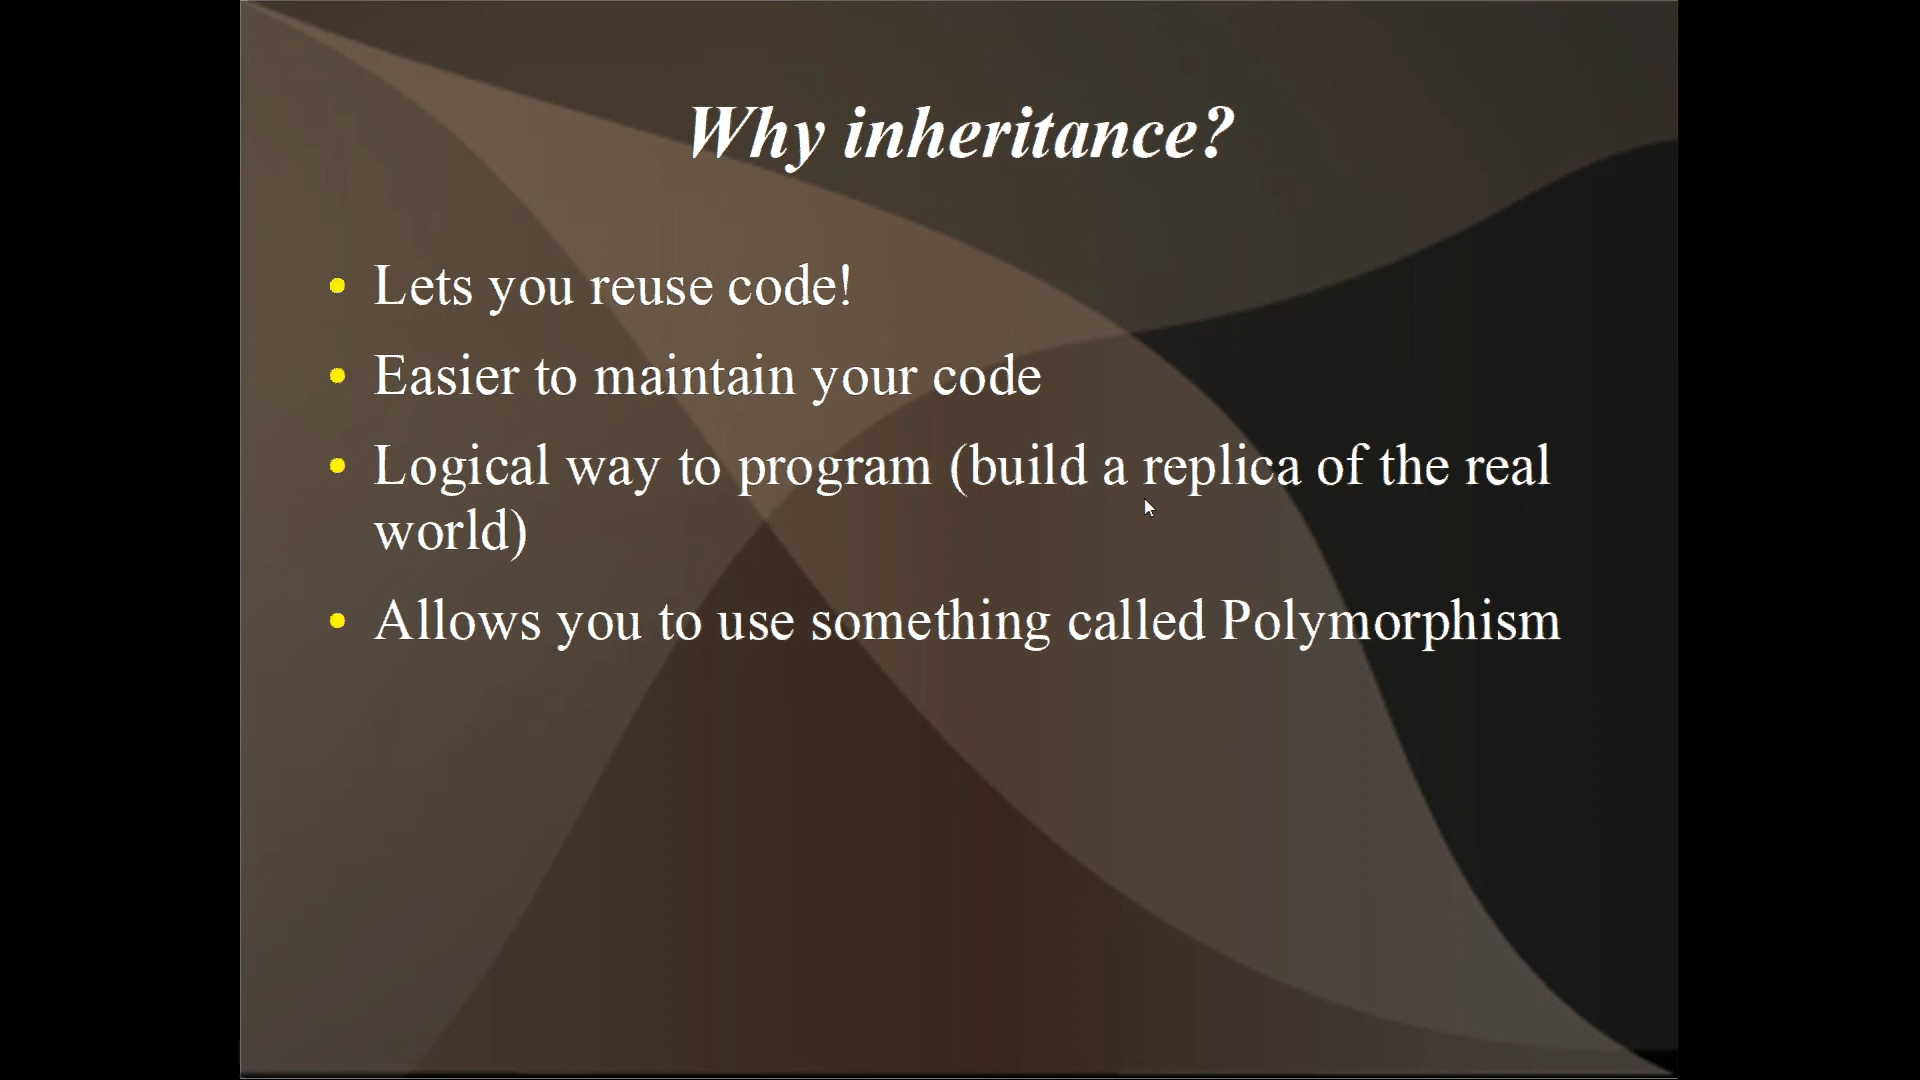 Why inheritance?
• Lets you reuse code!
• Easier to maintain your code
• Logical way to program (build a replica of the real
world)
• Allows you to use something called Polymorphism